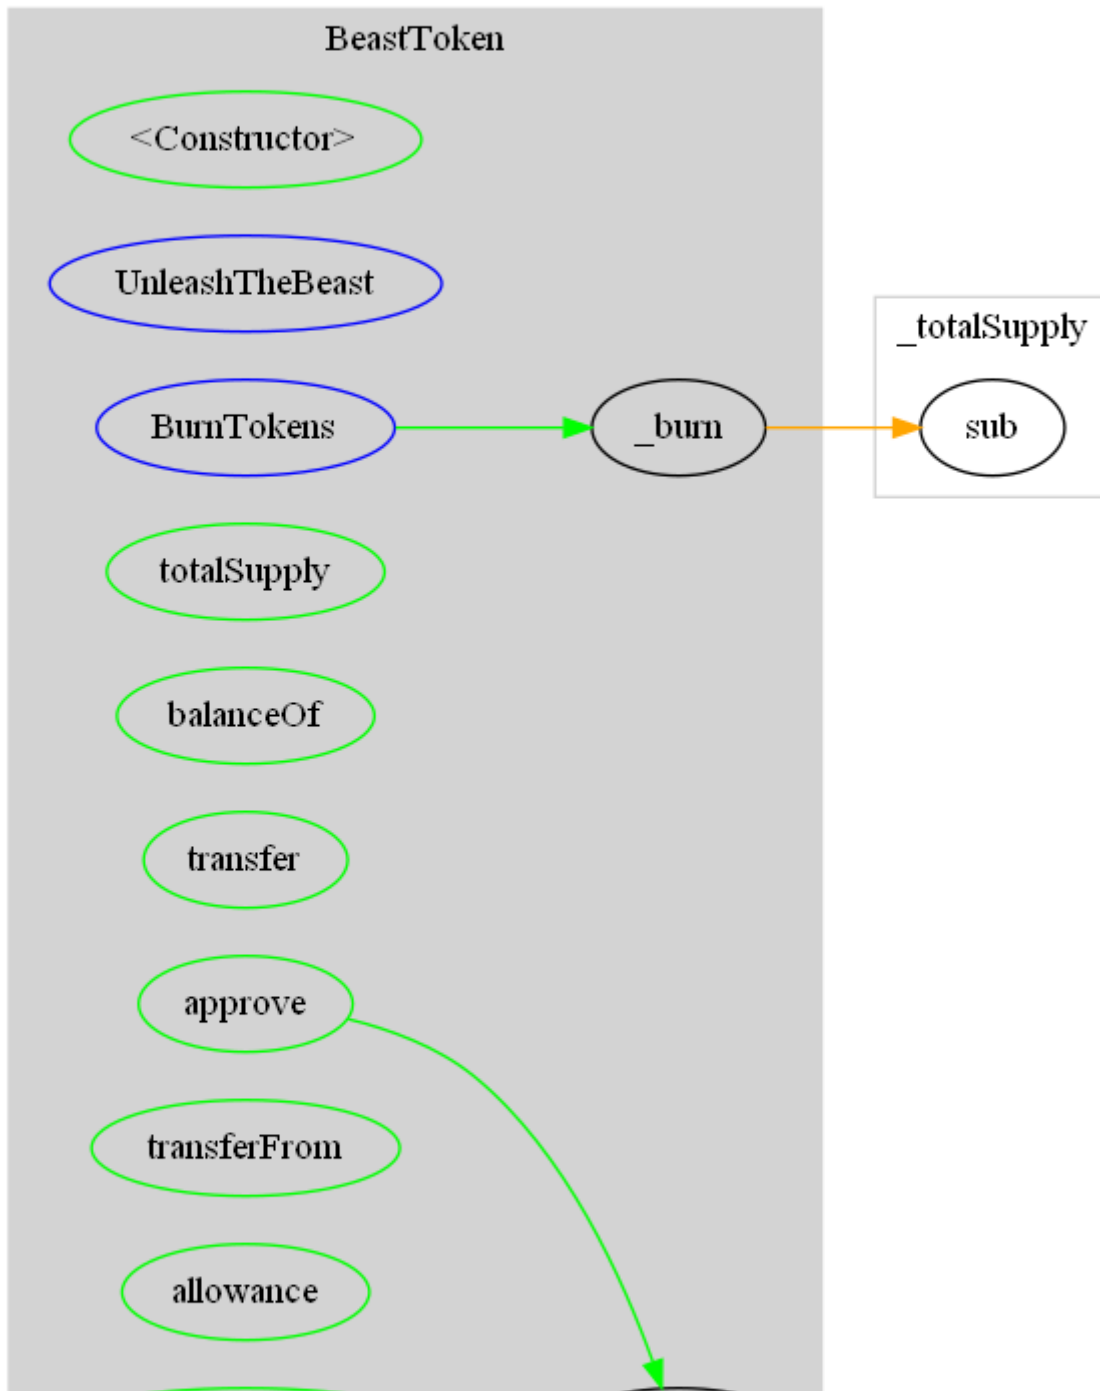 BeastToken
<Constructor>
UnleashTheBeast
_totalSupply
BurnTokens
_burn
sub
totalSupply
balanceOf
transfer
approve
transferFrom
allowance